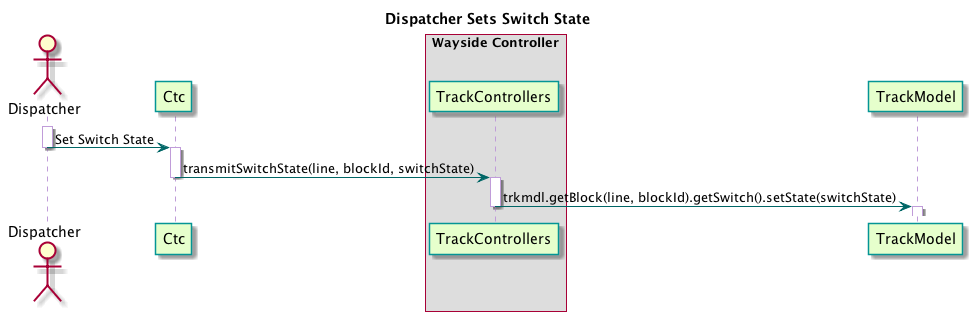 Dispatcher Sets Switch State
Wayside Controller
Dispatcher
Ctc
TrackControllers
TrackModel
Set Switch State
transmitSwitchState(line, blockId, switchState)
trkmdl.getBlock(line, blockId).getSwitch().setState(switchState)
Dispatcher
Ctc
TrackControllers
TrackModel